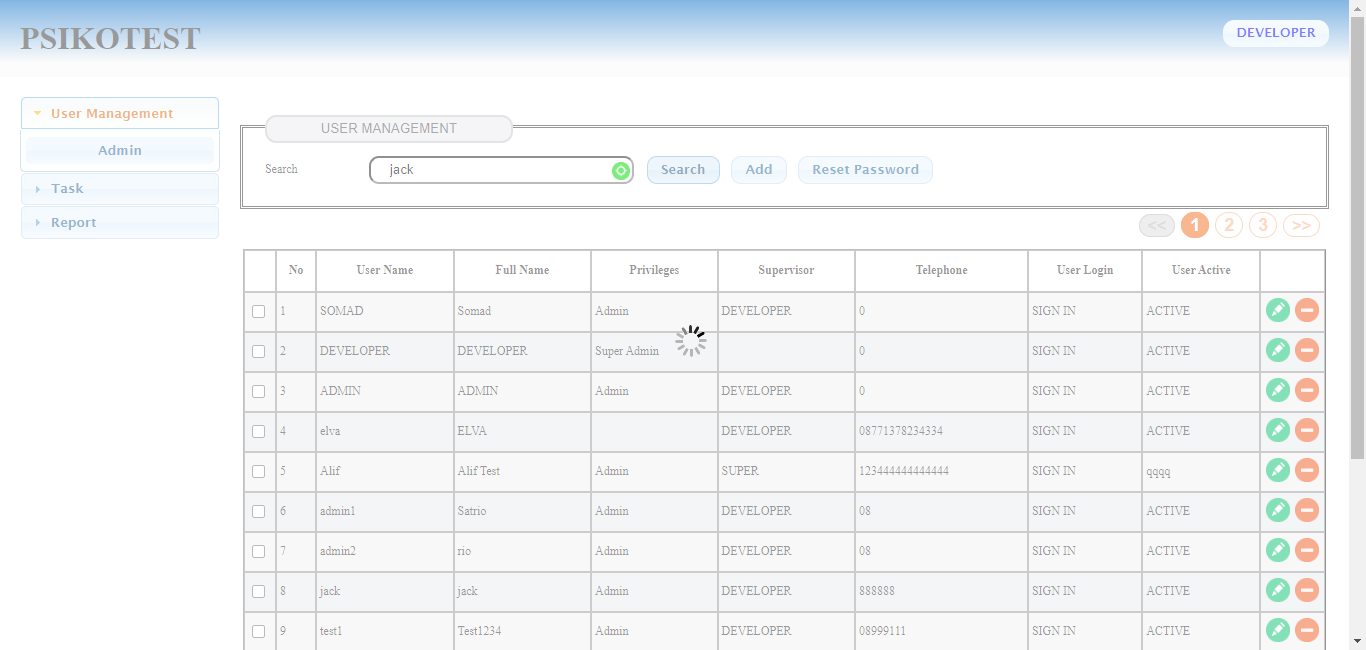 PSIKOTEST
DEVELOPER
User Management
Admin
Task
Report
USER MANAGEMENT
Search jack Search Add Reset Password
<< 1 2 3 >>
No User Name Full Name Privileges Supervisor Telephone User Login User Active
1 SOMAD Somad Admin DEVELOPER 0 SIGN IN ACTIVE
2 DEVELOPER DEVELOPER Super Admin 0 SIGN IN ACTIVE
3 ADMIN ADMIN Admin DEVELOPER 0 SIGN IN ACTIVE
4 elva ELVA DEVELOPER 08771378234334 SIGN IN ACTIVE
5 Alif Alif Test Admin SUPER 123444444444444 SIGN IN qqqq
6 admin1 Satrio Admin DEVELOPER 08 SIGN IN ACTIVE
7 admin2 rio Admin DEVELOPER 08 SIGN IN ACTIVE
8 jack jack Admin DEVELOPER 888888 SIGN IN ACTIVE
9 test1 Test1234 Admin DEVELOPER 08999111 SIGN IN ACTIVE